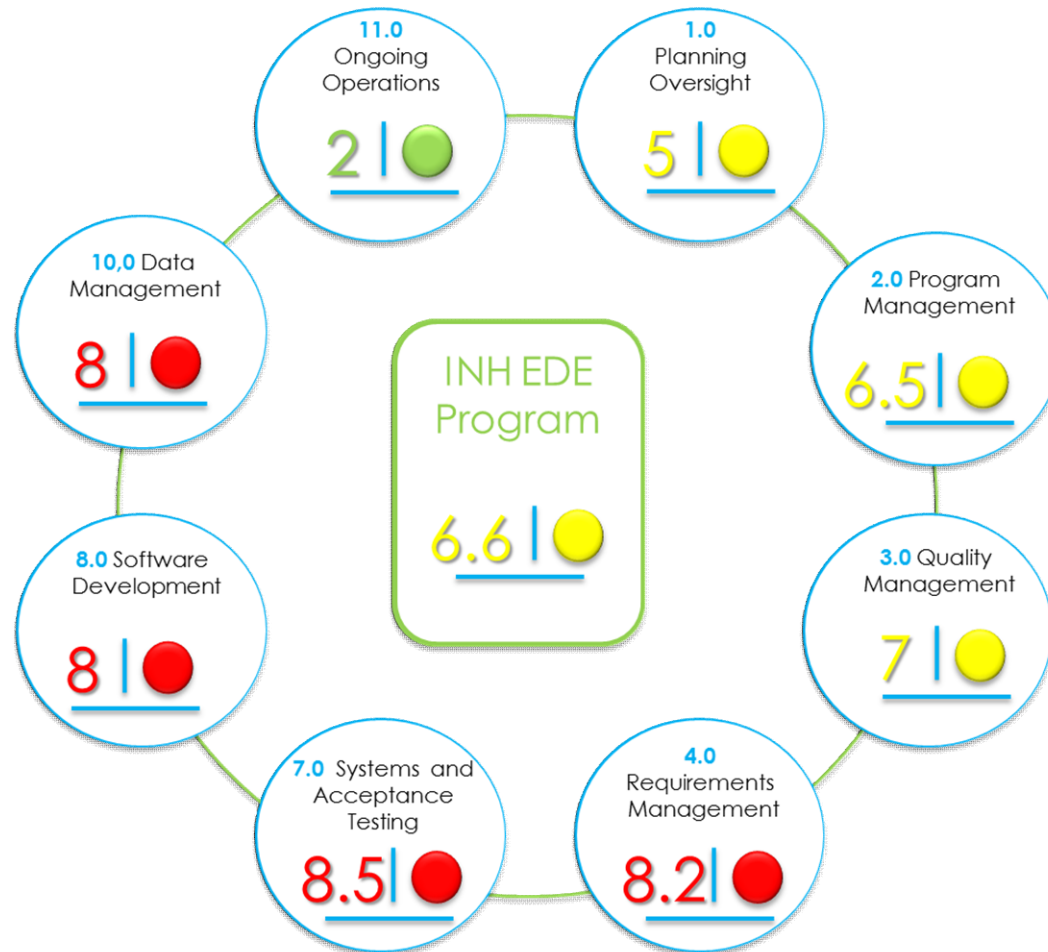 11.0
Ongoing
Operations
2
1.0
Planning
Oversight
5
2.0 Program
Management
6.5
3.0 Quality
Management
7
4.0
Requirements
Management
8.2
7.0 Systems and
Acceptance
Testing
8.5
8.0 Software
Development
8
10,0 Data
Management
8
INH EDE
Program
6.6